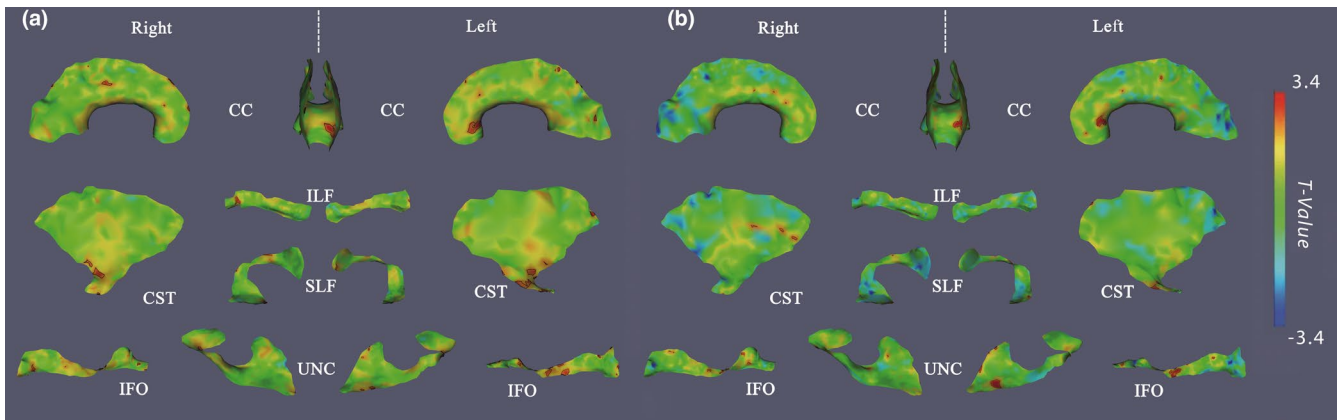 (a)
Right
Left
CC
CC
ILF
CST
SLF
CST
IFO
UNC
IFO
(b)
Right
Left
CC
CC
ILF
CST
SLF
CST
IFO
UNC
IFO
3.4
T-Value
-3.4